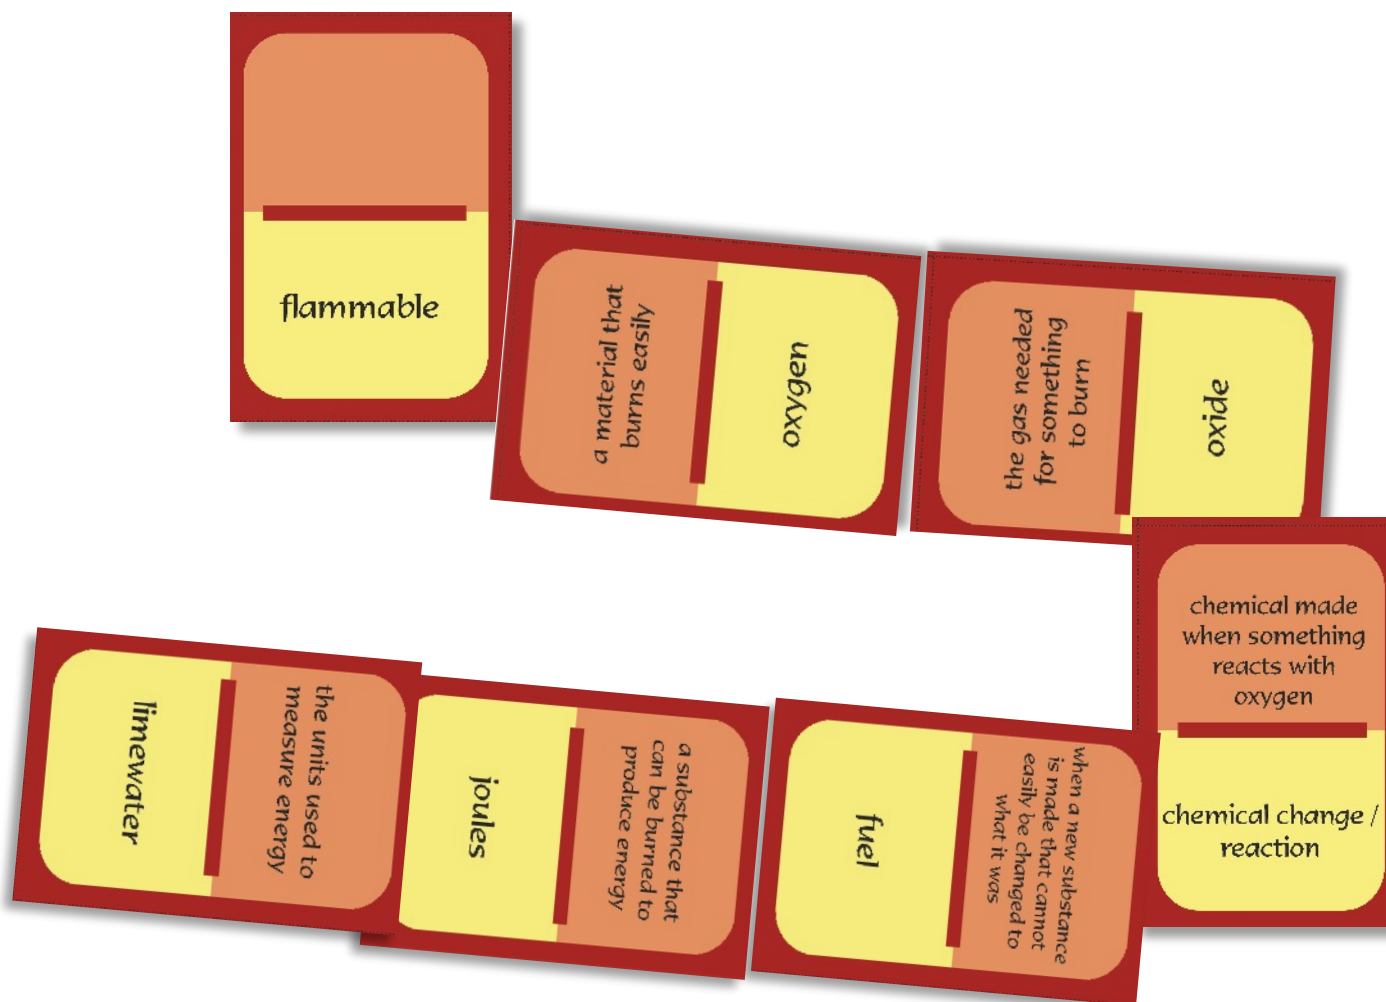 flammable
a material that
burns easily
oxygen
the gas needed
for something
to burn
oxide
chemical made
when something
reacts with
oxygen
chemical change /
reaction
when a new substance
is made that cannot
easily be changed to
what it was
fuel
a substance that
can be burned to
produce energy
joules
the units used to
measure energy
limewater